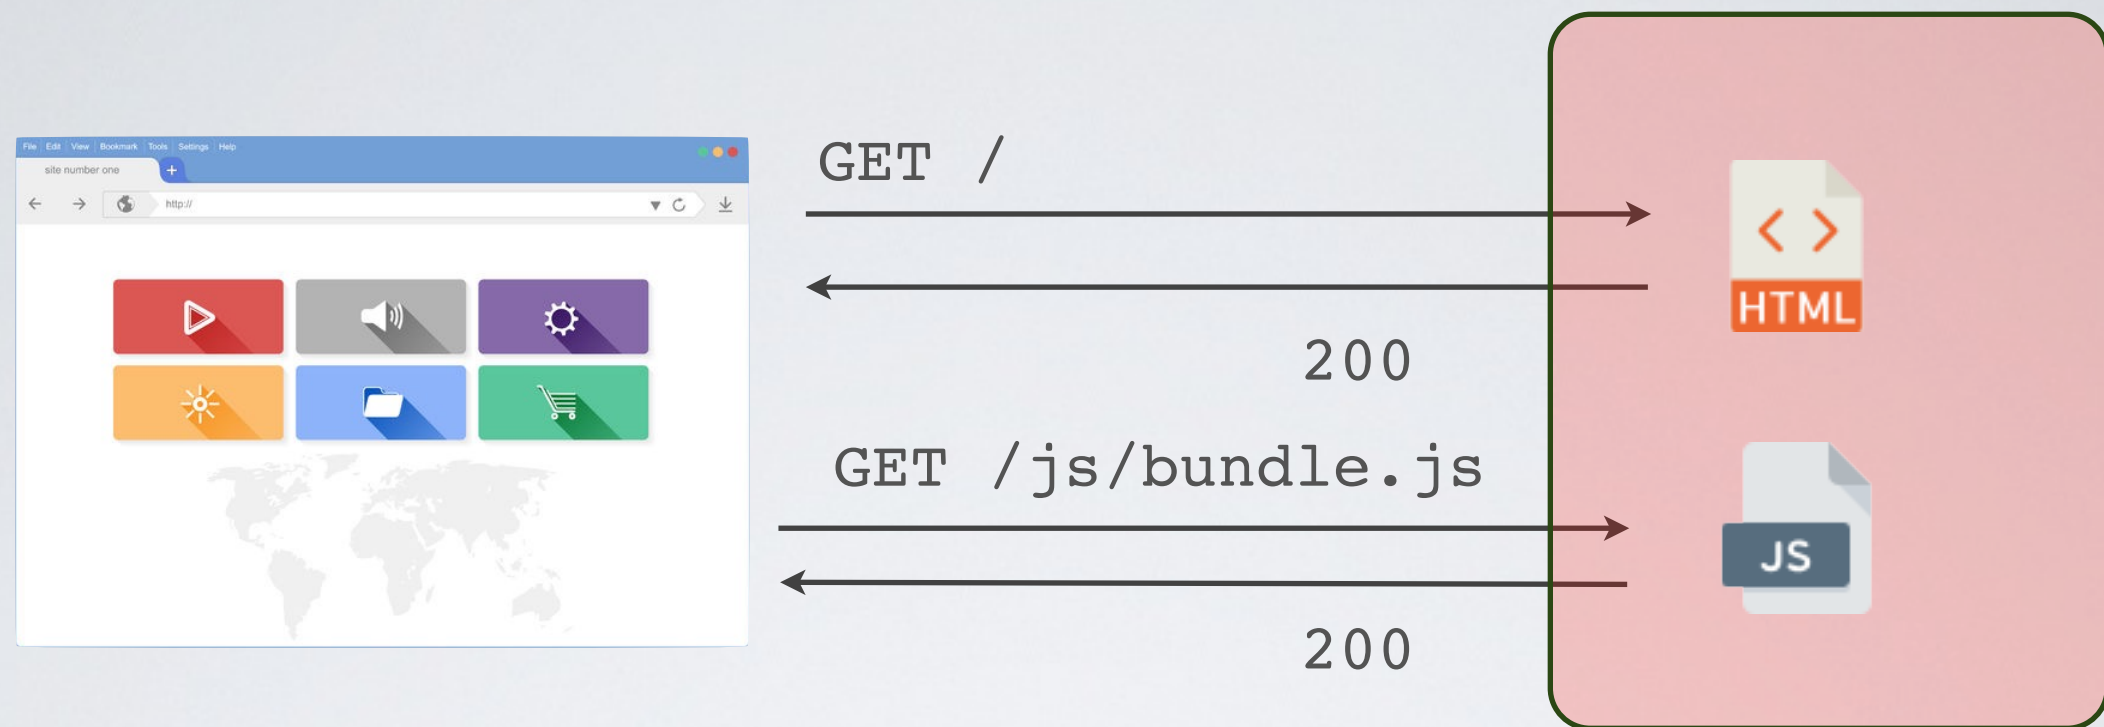 File Edit View Bookmark Tools Settings Help
site number one +
http://
GET /
200
HTML
GET /js/bundle.js
200
JS